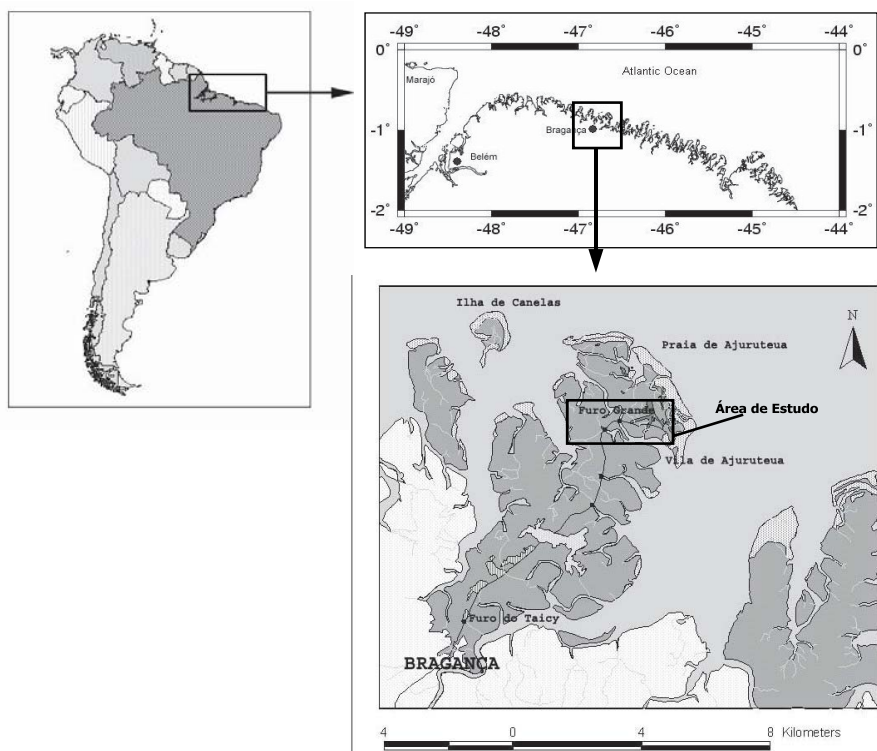 -49° -48° -47° -46° -45° -44°
0° 0°
Atlantic Ocean
Marajó
Bragança
-1° -1°
Belém
-2° -2°
-49° -48° -47° -46° -45° -44°
Ilha de Canelas
N
Praia de Ajuruteua
Furo Grande
Área de Estudo
Vila de Ajuruteua
Furo do Taicy
BRAGANÇA
4 0 4 8 Kilometers